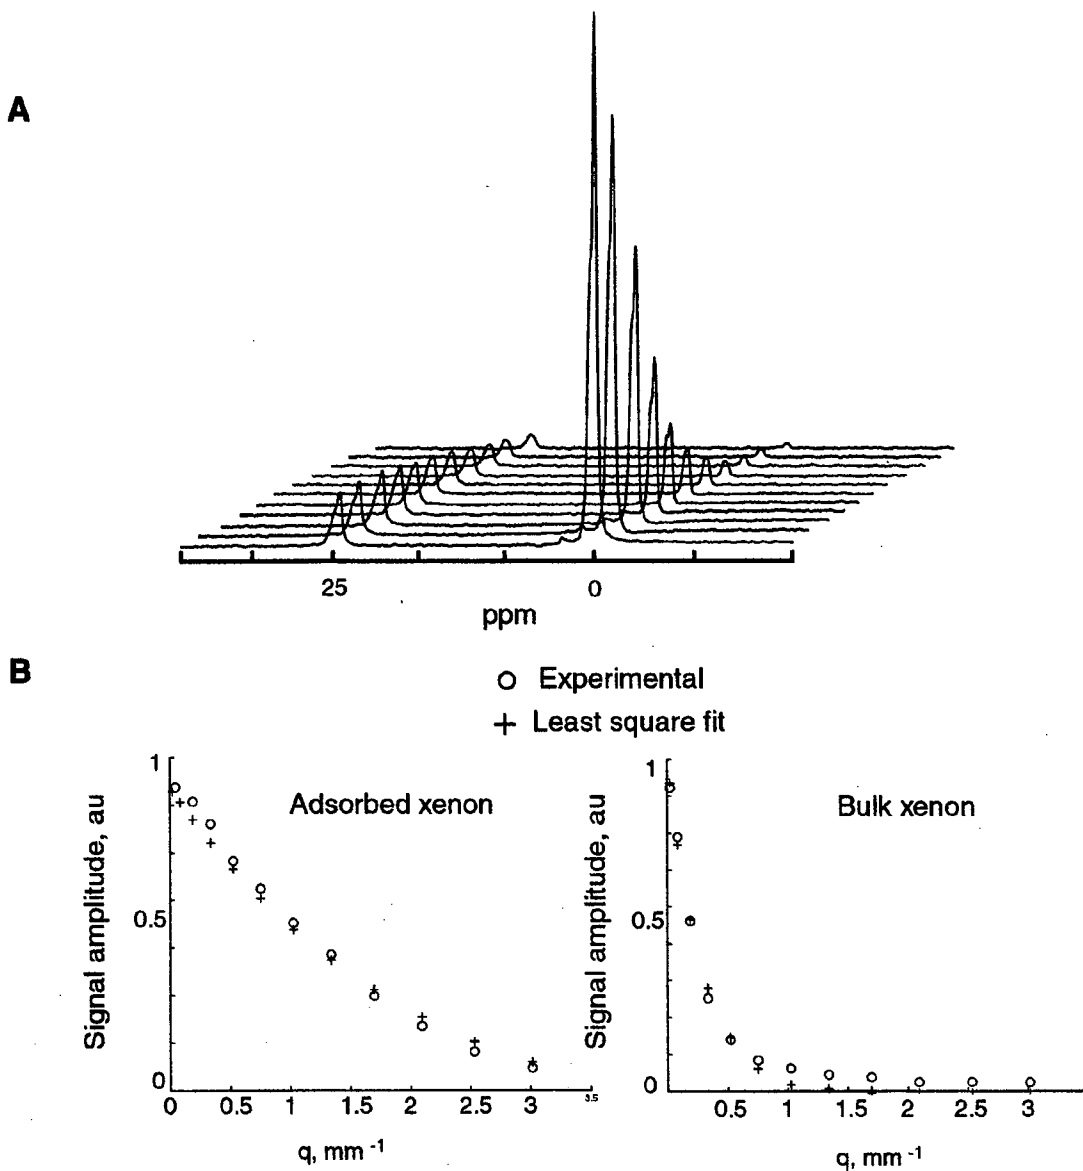 A
25 0
ppm
B
Experimental
Least square fit
Adsorbed xenon
Signal amplitude, au
1
0.5
0
0 0.5 1 1.5 2 2.5 3 3.5
q, mm -1
Bulk xenon
Signal amplitude, au
1
0.5
0
0.5 1 1.5 2 2.5 3
q, mm -1